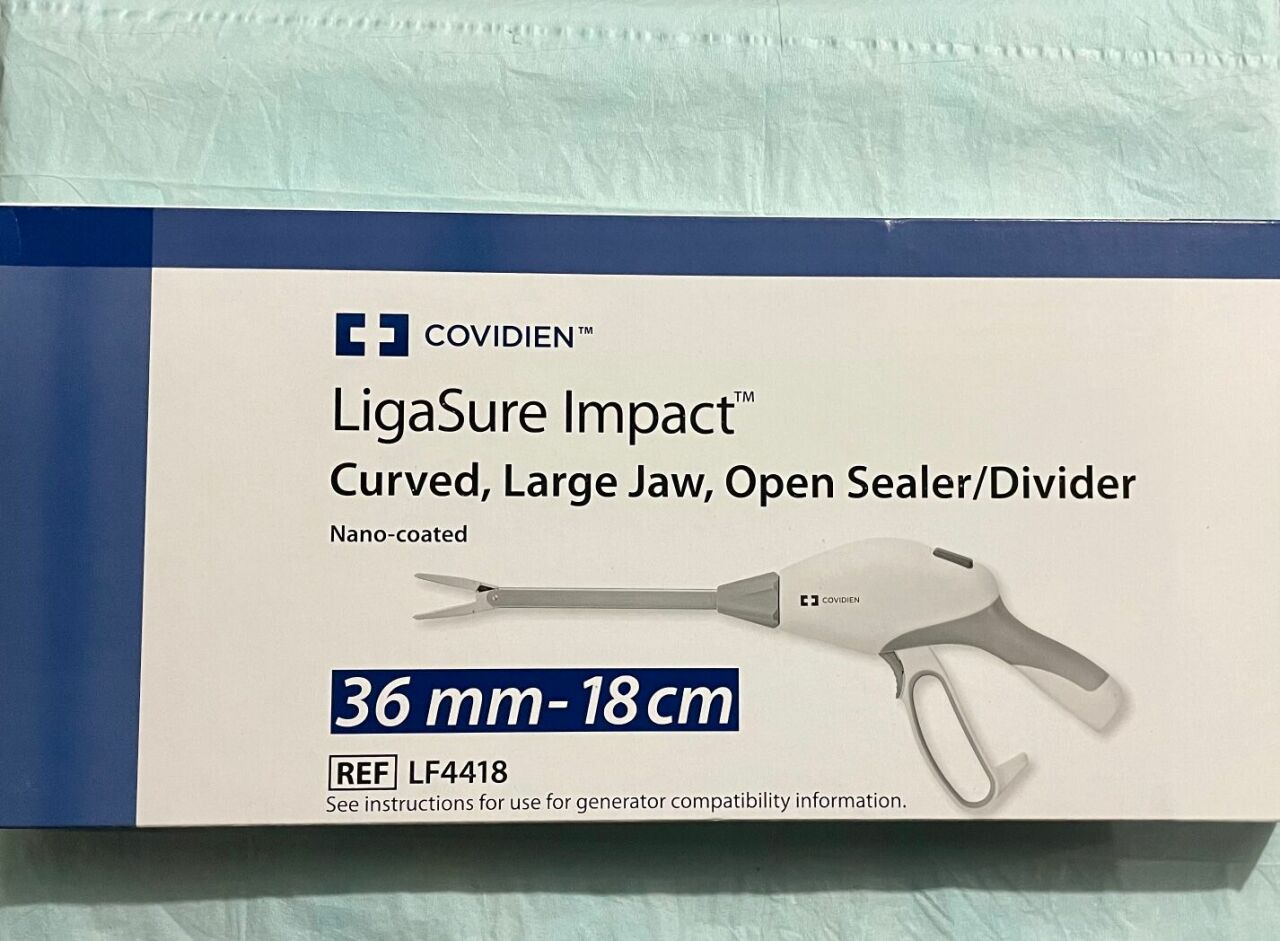 COVIDIEN™
LigaSure Impact™
Curved, Large Jaw, Open Sealer/Divider
Nano-coated
COVIDIEN
36 mm - 18 cm
REF LF4418
See instructions for use for generator compatibility information.